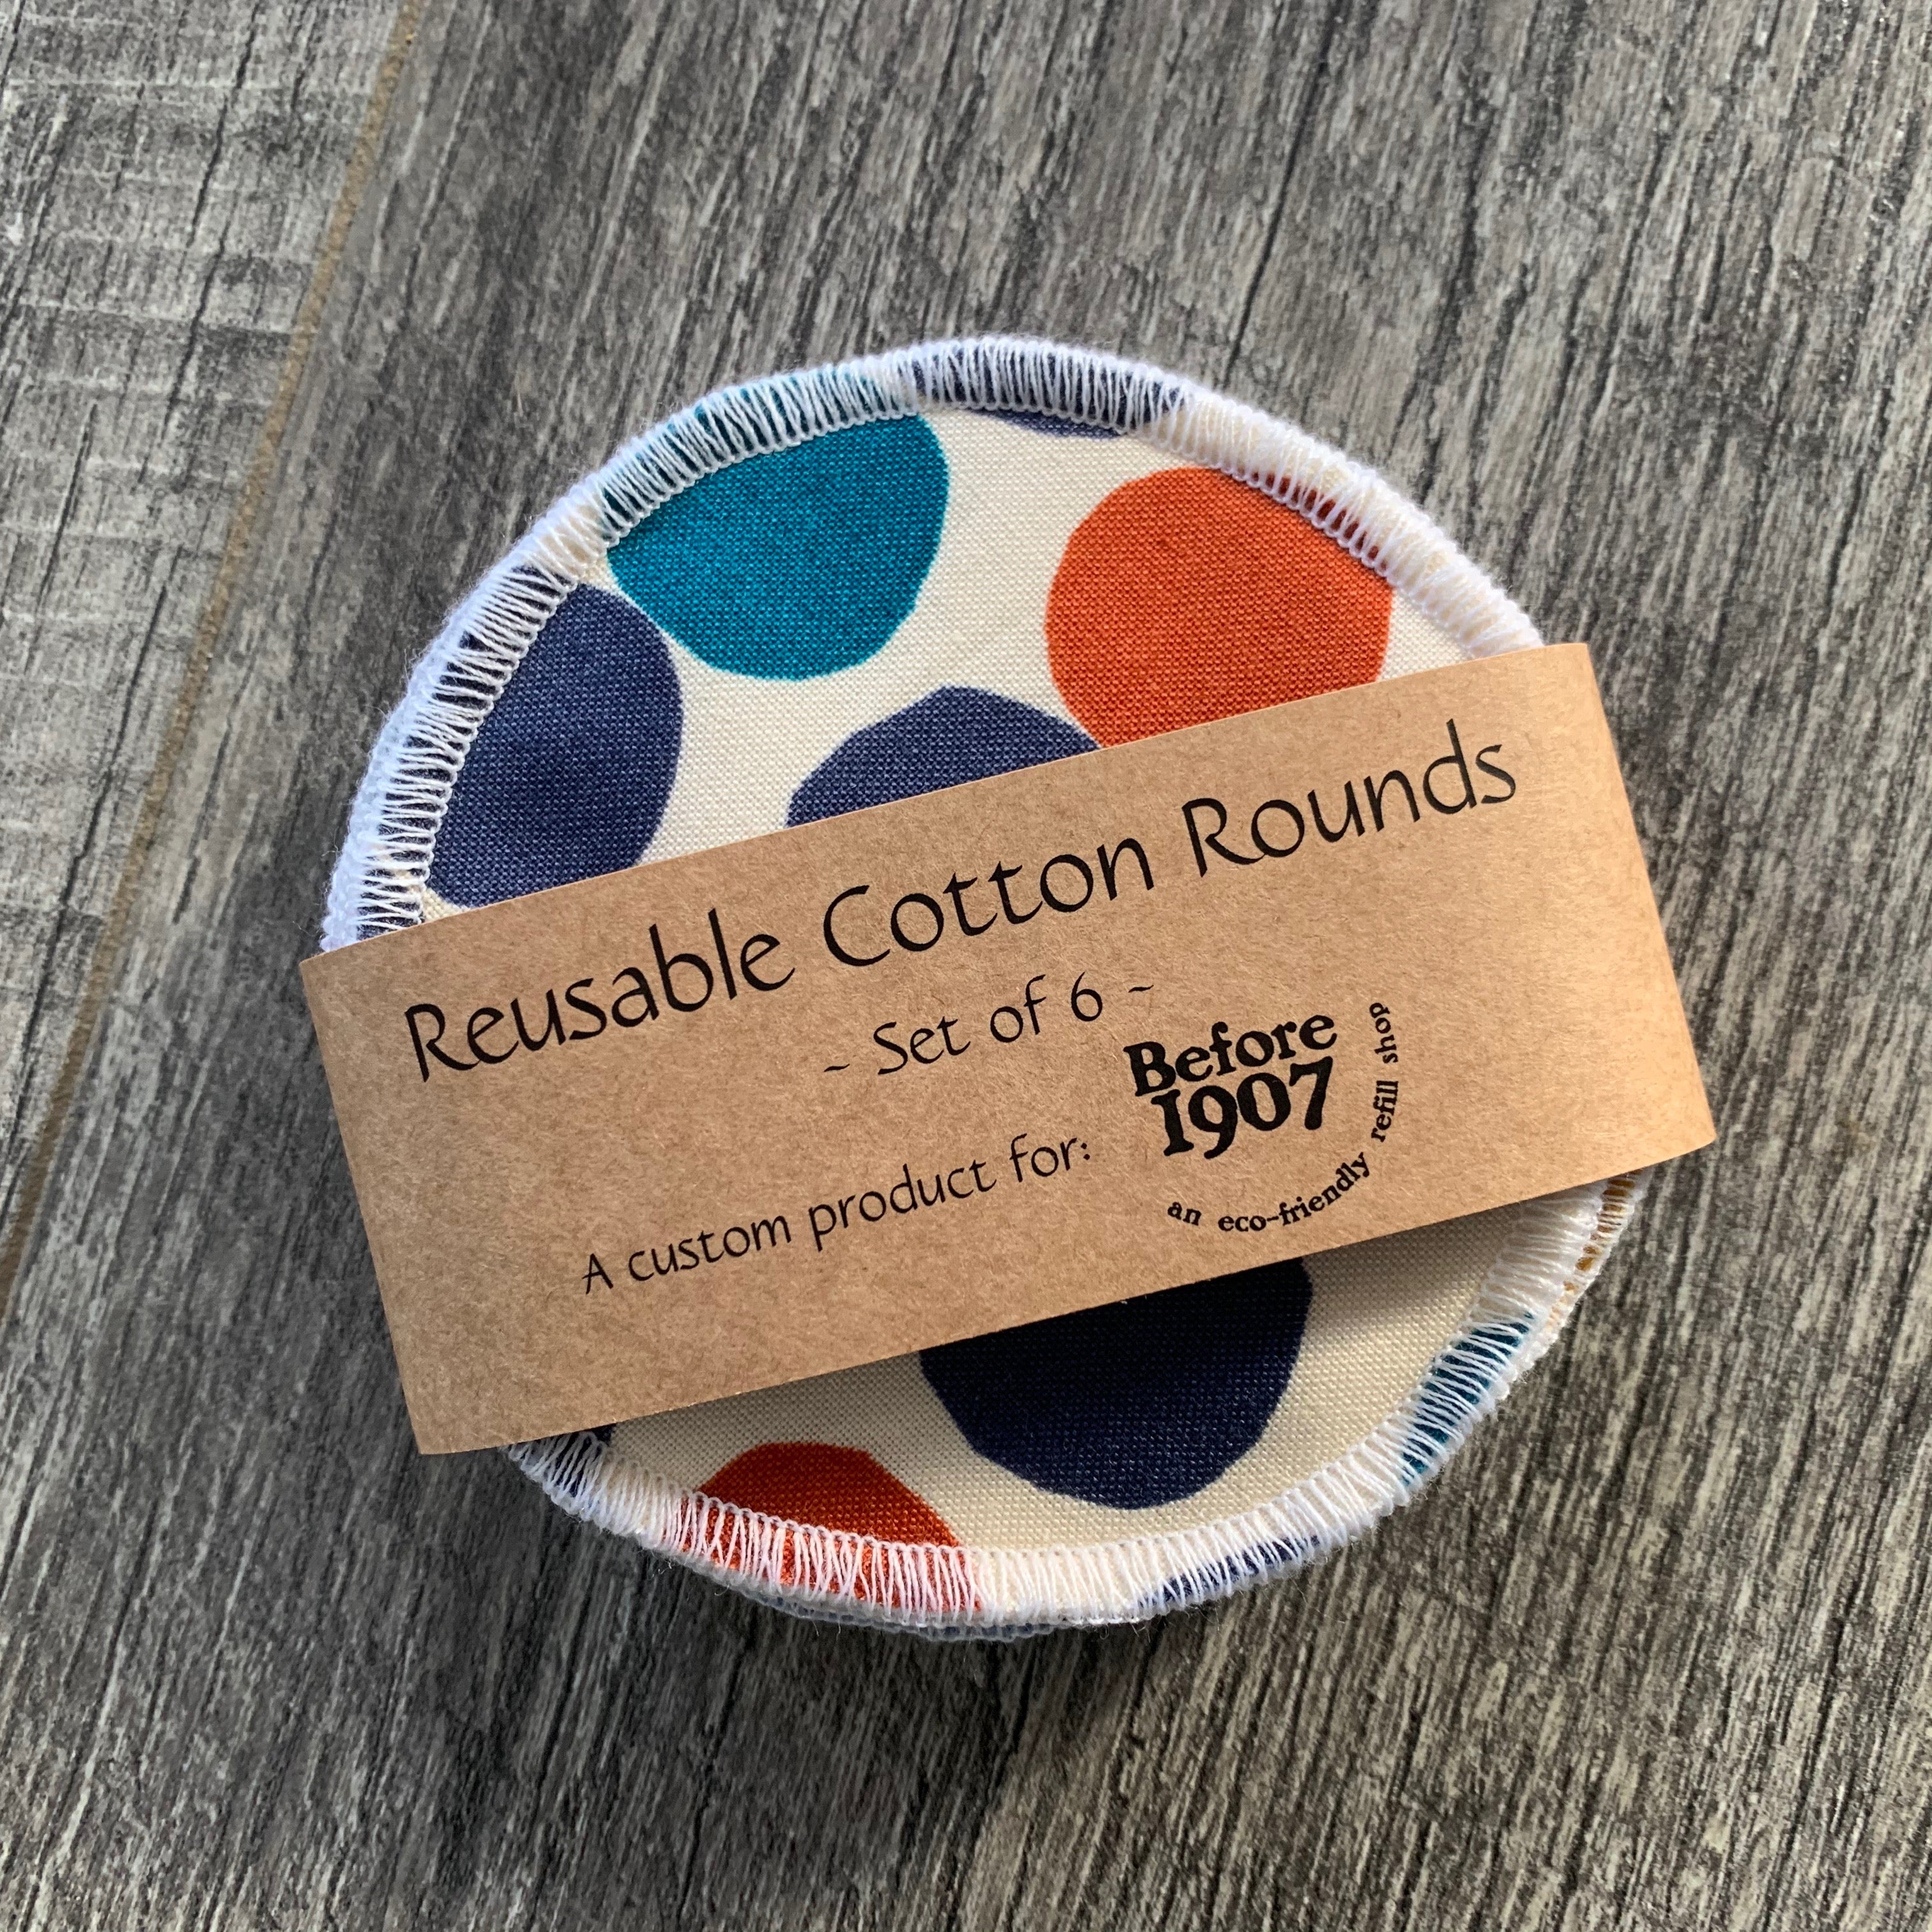 Reusable Cotton Rounds
~ Set of 6 ~
A custom product for:
Before
1907
an eco-friendly refill shop